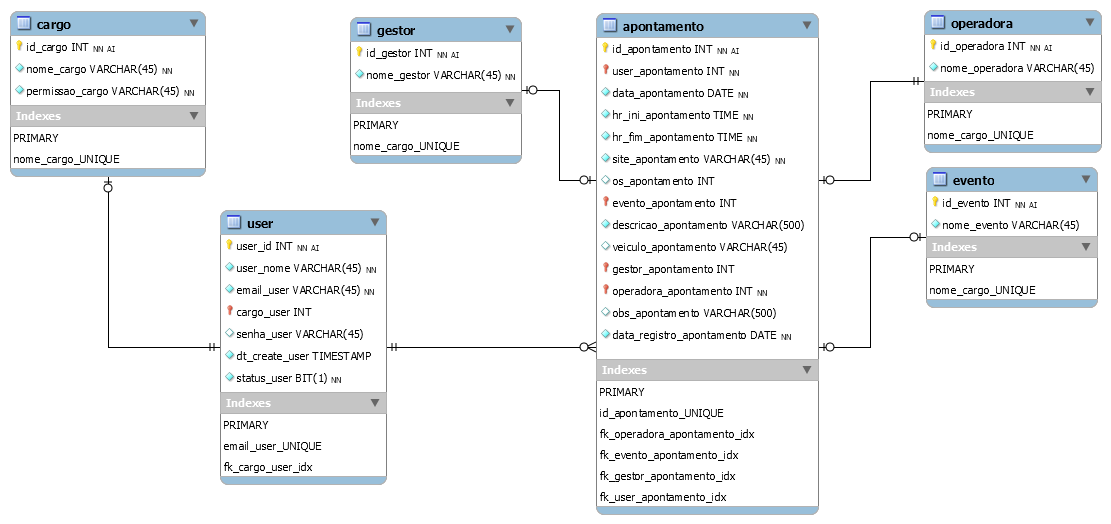 cargo
id_cargo INT NN AI
nome_cargo VARCHAR(45) NN
permissao_cargo VARCHAR(45) NN
Indexes
PRIMARY
nome_cargo_UNIQUE
gestor
id_gestor INT NN AI
nome_gestor VARCHAR(45) NN
Indexes
PRIMARY
nome_cargo_UNIQUE
user
user_id INT NN AI
user_nome VARCHAR(45) NN
email_user VARCHAR(45) NN
cargo_user INT
senha_user VARCHAR(45)
dt_create_user TIMESTAMP
status_user BIT(1) NN
Indexes
PRIMARY
email_user_UNIQUE
fk_cargo_user_idx
apontamento
id_apontamento INT NN AI
user_apontamento INT NN
data_apontamento DATE NN
hr_ini_apontamento TIME NN
hr_fim_apontamento TIME NN
site_apontamento VARCHAR(45) NN
os_apontamento INT
evento_apontamento INT
descricao_apontamento VARCHAR(500)
veiculo_apontamento VARCHAR(45)
gestor_apontamento INT
operadora_apontamento INT NN
obs_apontamento VARCHAR(500)
data_registro_apontamento DATE NN
Indexes
PRIMARY
id_apontamento_UNIQUE
fk_operadora_apontamento_idx
fk_evento_apontamento_idx
fk_gestor_apontamento_idx
fk_user_apontamento_idx
operadora
id_operadora INT NN AI
nome_operadora VARCHAR(45)
Indexes
PRIMARY
nome_cargo_UNIQUE
evento
id_evento INT NN AI
nome_evento VARCHAR(45)
Indexes
PRIMARY
nome_cargo_UNIQUE